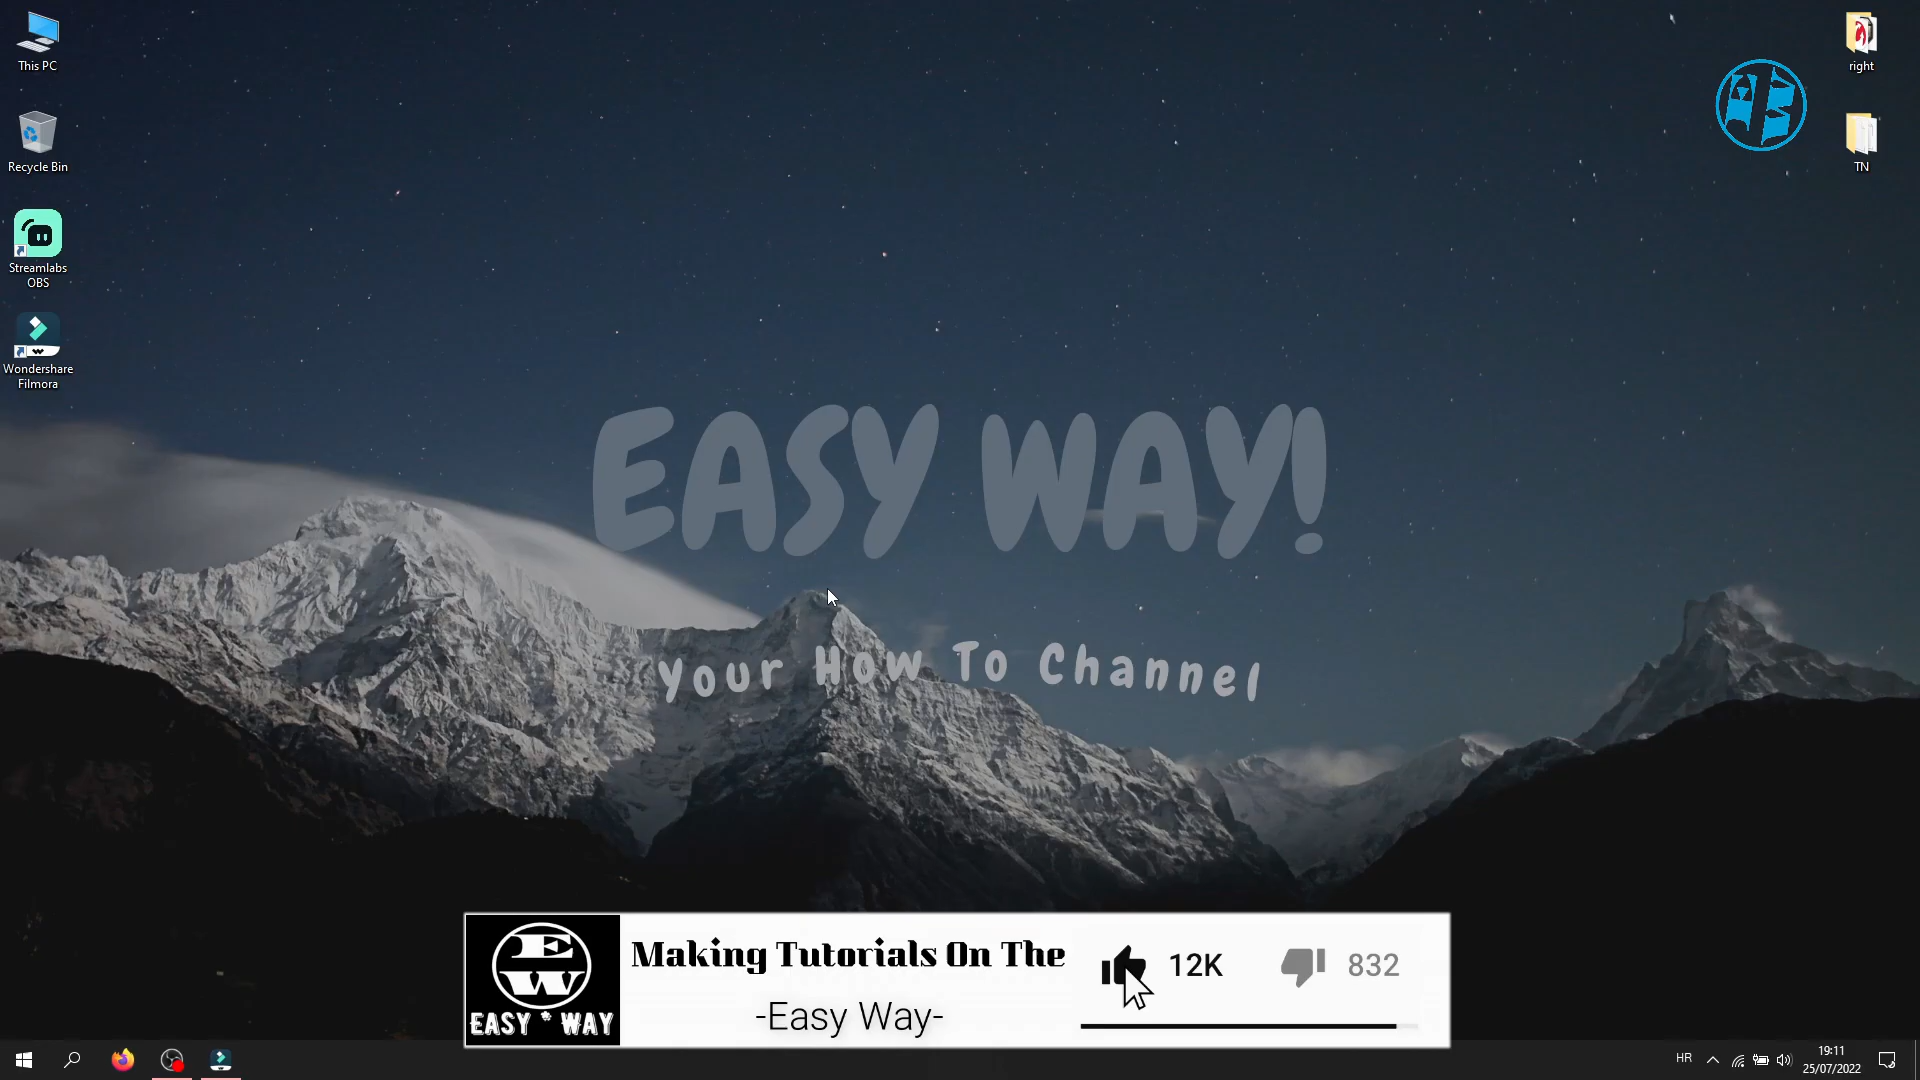 This PC
right
Recycle Bin
TN
Streamlabs
OBS
Wondershare
Filmora
EASY WAY!
Your How To Channel
EW
EASY * WAY
Making Tutorials On The
-Easy Way-
12K
832
HR
19:11
25/07/2022